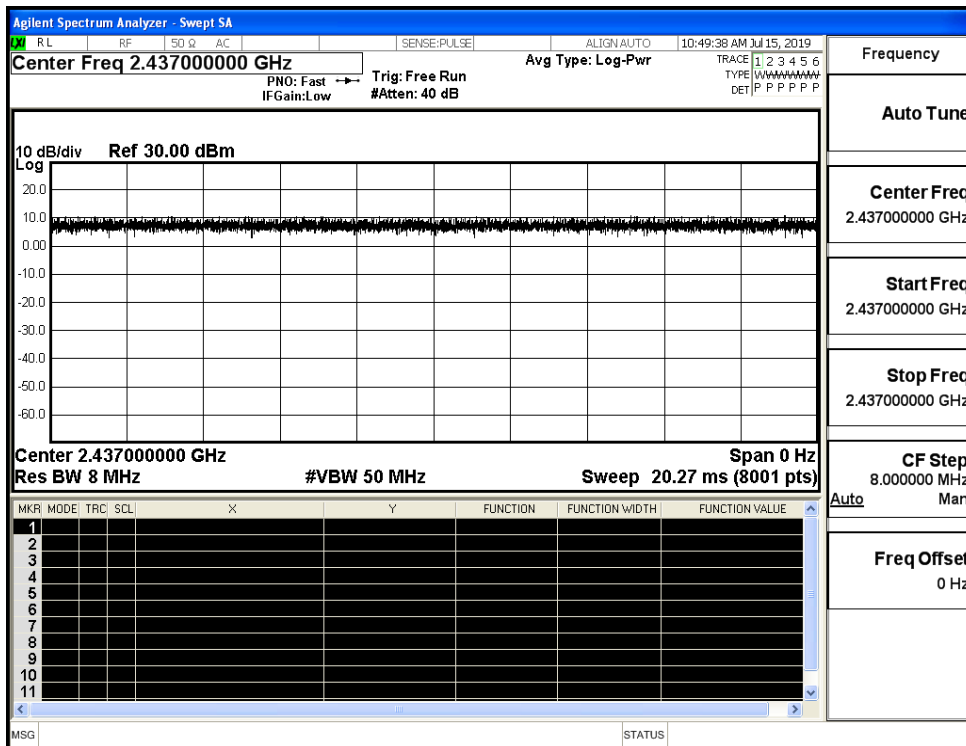 Agilent Spectrum Analyzer - Swept SA
LXI RL RF 50 Ω AC SENSE:PULSE ALIGNAUTO 10:49:38 AM Jul 15, 2019
Center Freq 2.437000000 GHz
PNO: Fast
IFGain:Low
Trig: Free Run
#Atten: 40 dB
Avg Type: Log-Pwr
TRACE 1 2 3 4 5 6
TYPE WWWWWW
DET P P P P P P
10 dB/div Ref 30.00 dBm
Log
20.0
10.0
0.00
-10.0
-20.0
-30.0
-40.0
-50.0
-60.0
Center 2.437000000 GHz Span 0 Hz
Res BW 8 MHz #VBW 50 MHz Sweep 20.27 ms (8001 pts)
MKR MODE TRC SCL X Y FUNCTION FUNCTION WIDTH FUNCTION VALUE
1
2
3
4
5
6
7
8
9
10
11
MSG STATUS
Frequency
Auto Tune
Center Freq
2.437000000 GHz
Start Freq
2.437000000 GHz
Stop Freq
2.437000000 GHz
CF Step
8.000000 MHz
Auto Man
Freq Offset
0 Hz